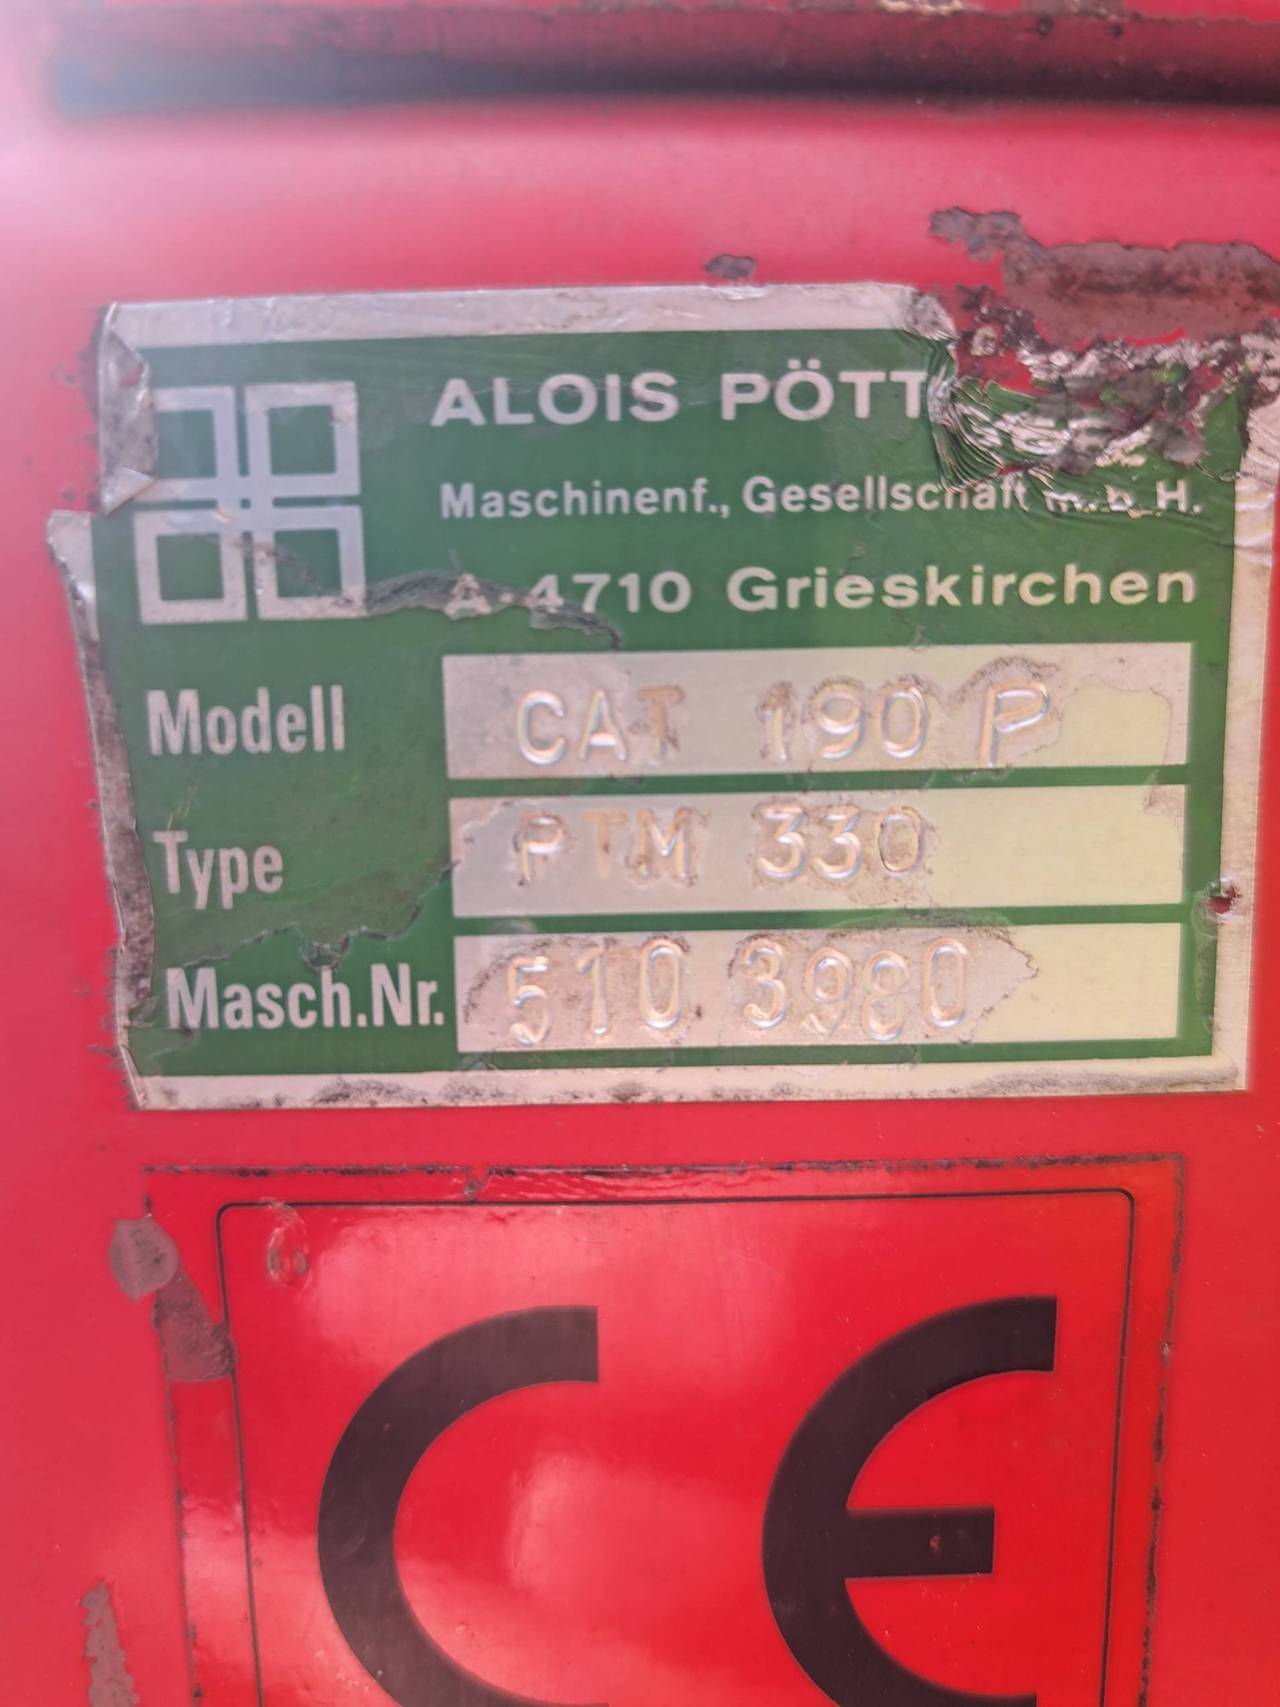 ALOIS PÖTT
Maschinenf., Gesellschaft m.b.H.
A-4710 Grieskirchen
Modell CAT 190 P
Type PTM 330
Masch.Nr. 510 3980
CE